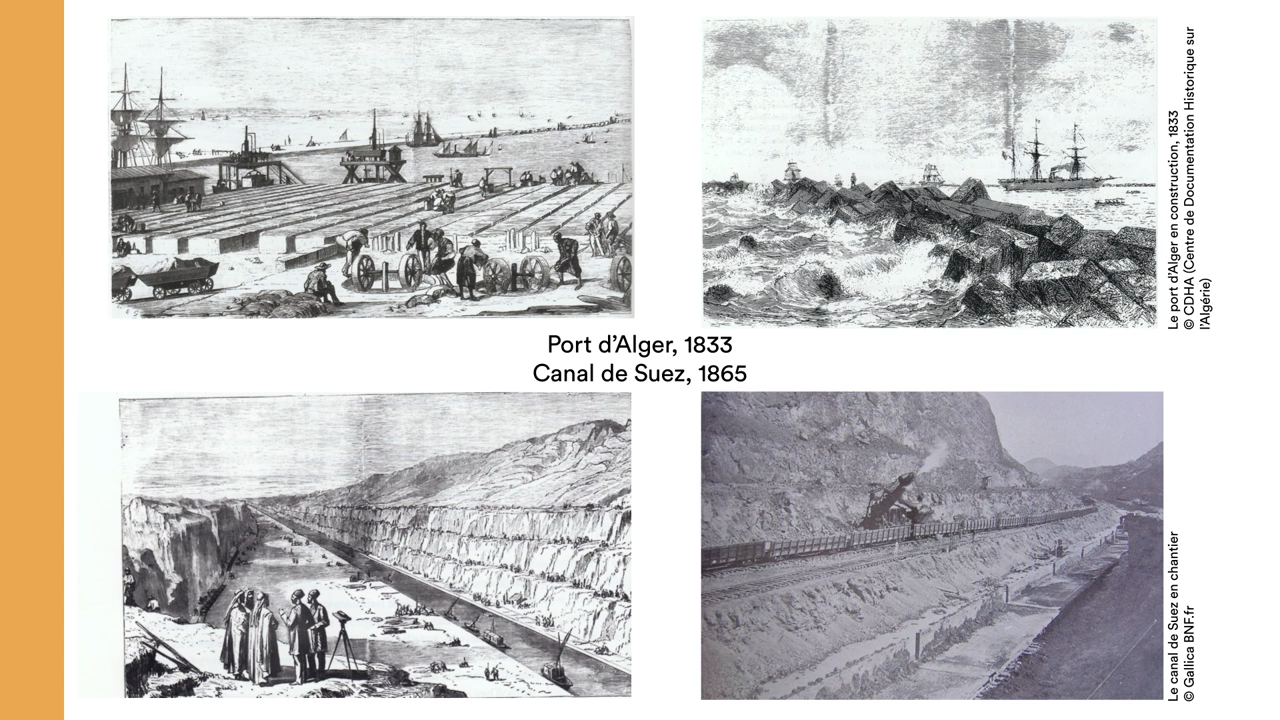 Le port d'Alger en construction, 1833
© CDHA (Centre de Documentation Historique sur
l'Algérie)
Port d’Alger, 1833
Canal de Suez, 1865
Le canal de Suez en chantier
© Gallica BNF.fr